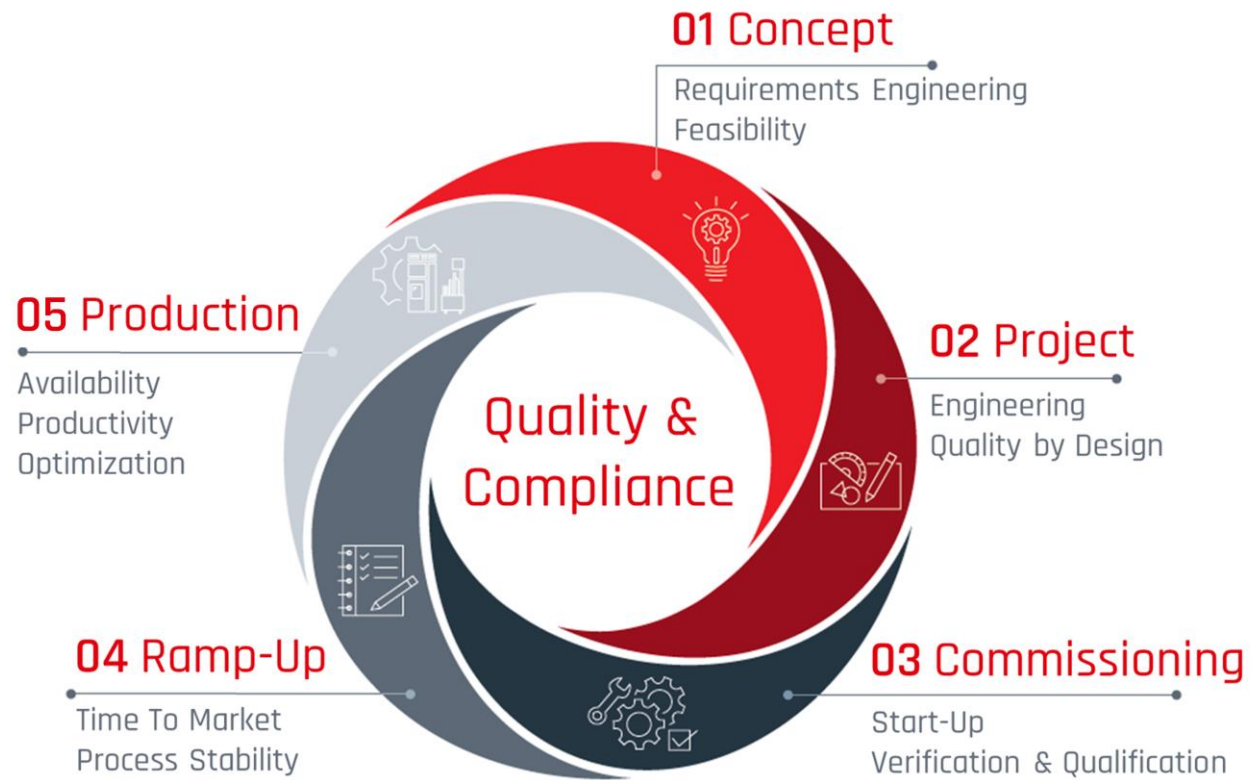 01 Concept
Requirements Engineering
Feasibility
02 Project
Engineering
Quality by Design
03 Commissioning
Start-Up
Verification & Qualification
04 Ramp-Up
Time To Market
Process Stability
05 Production
Availability
Productivity
Optimization
Quality &
Compliance